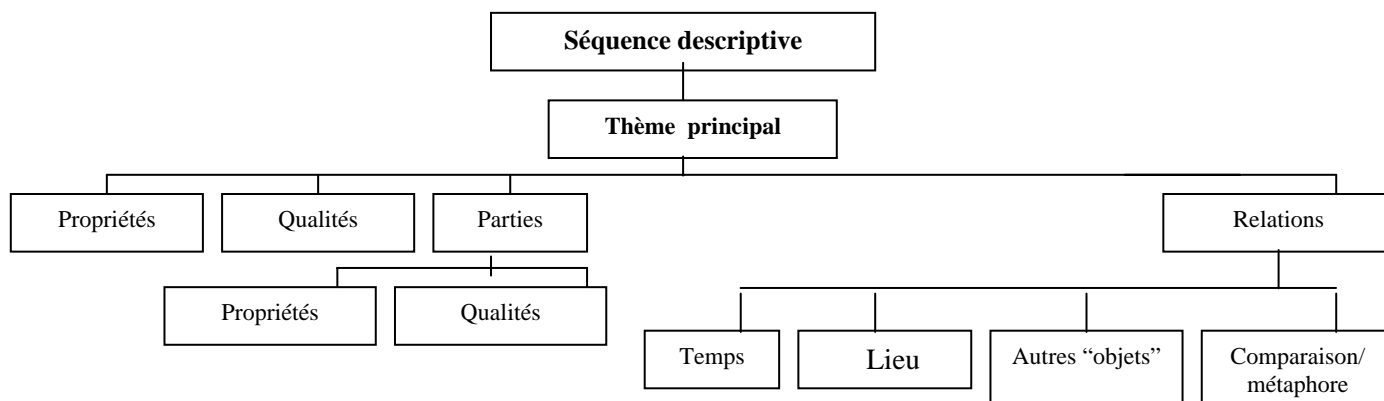 Séquence descriptive
Thème principal
Propriétés
Qualités
Parties
Relations
Propriétés
Qualités
Temps
Lieu
Autres “objets”
Comparaison/
métaphore